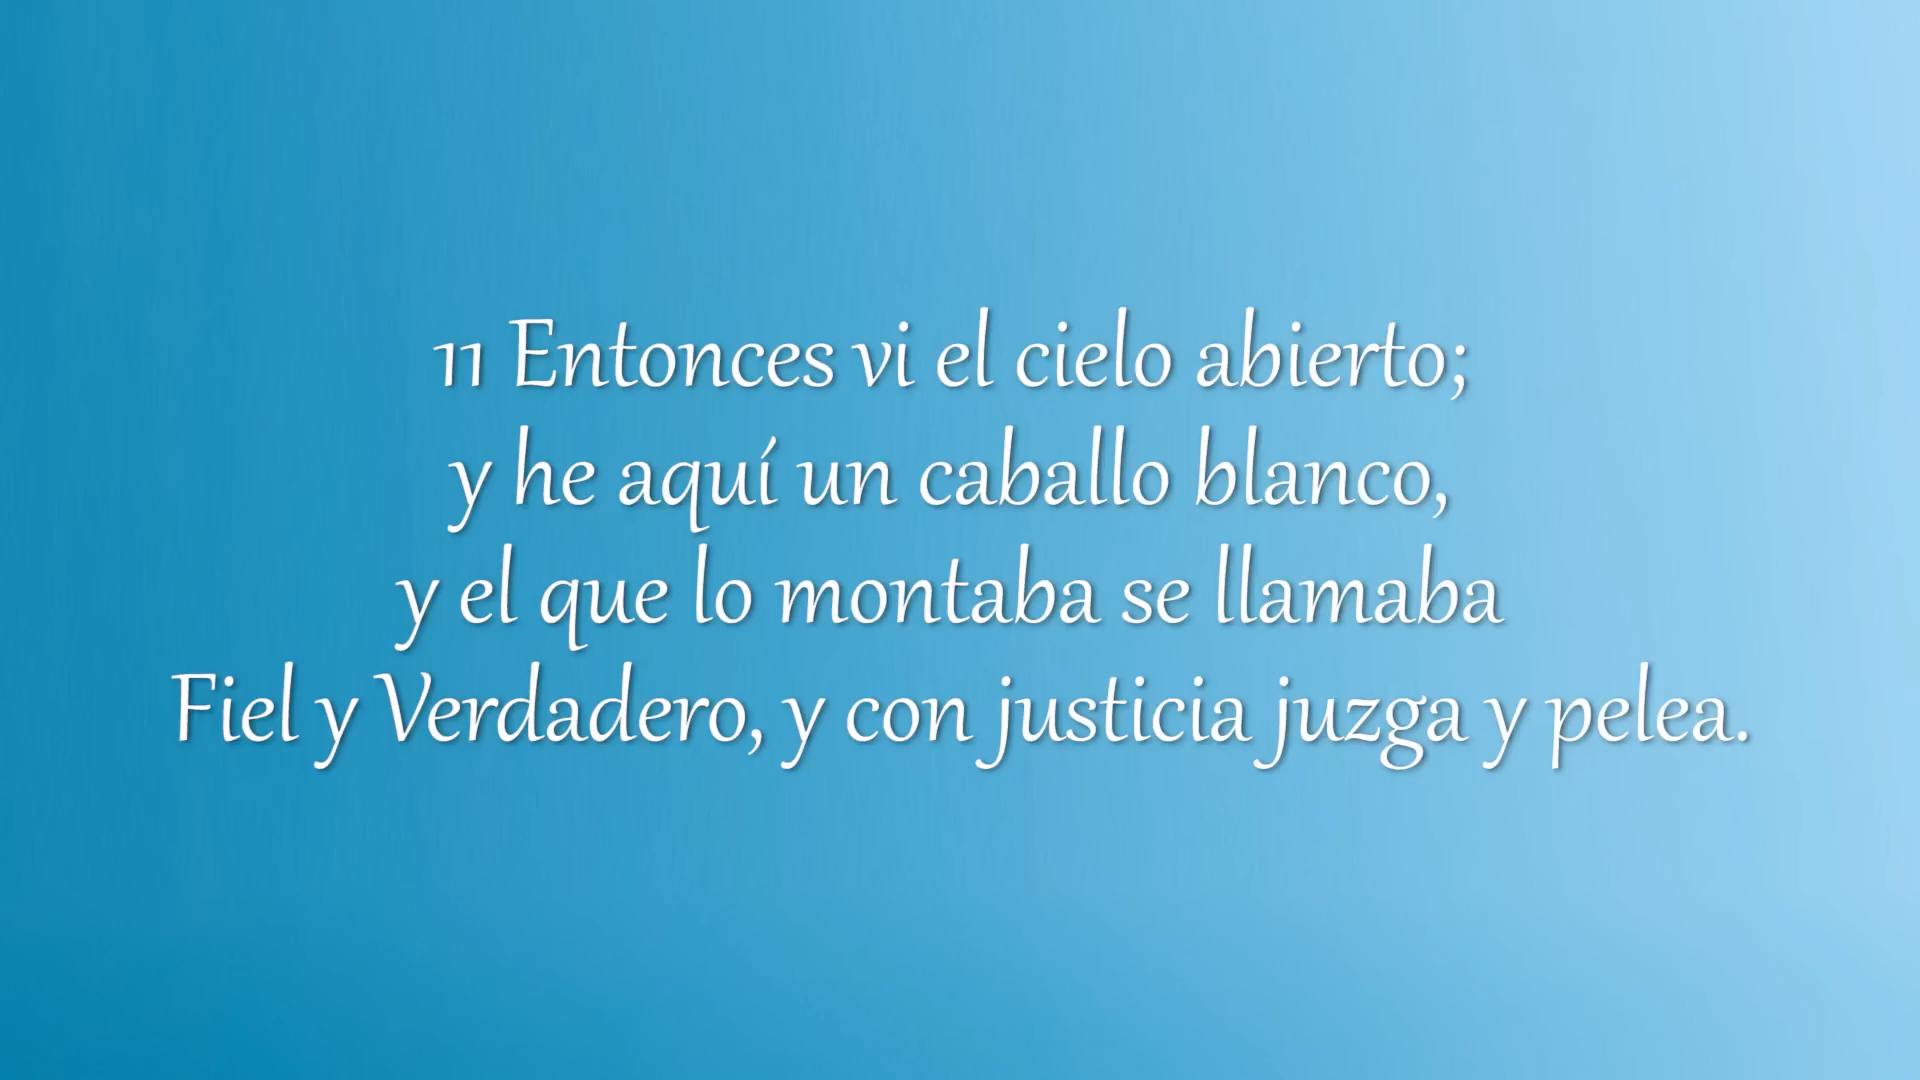 11 Entonces vi el cielo abierto;
y he aquí un caballo blanco,
y el que lo montaba se llamaba
Fiel y Verdadero, y con justicia juzga y pelea.